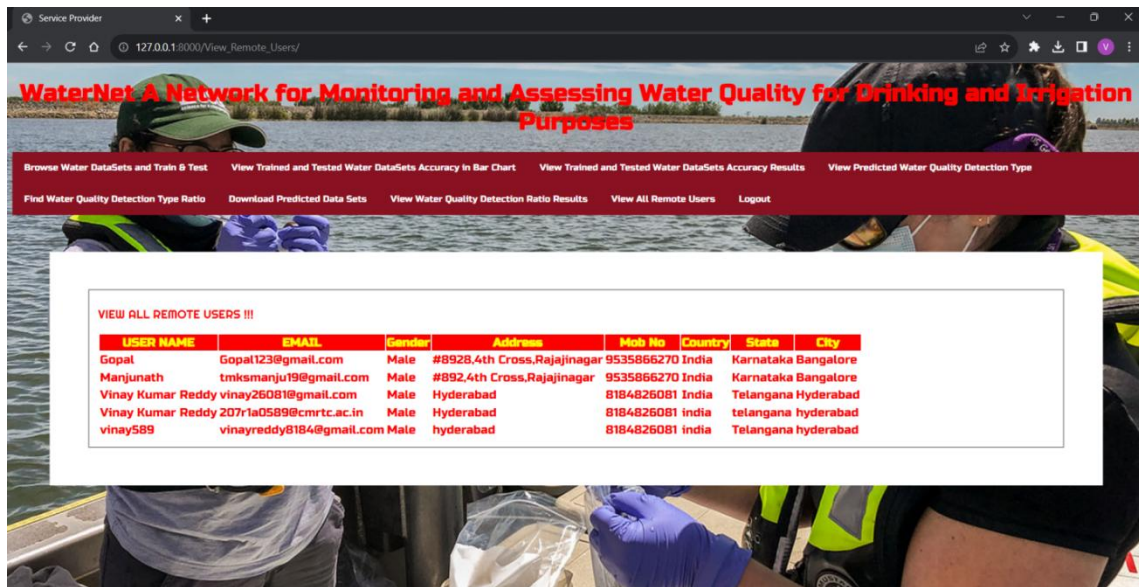 Service Provider
127.0.0.1:8000/View_Remote_Users/
V
WaterNet A Network for Monitoring and Assessing Water Quality for Drinking and Irrigation
Purposes
Browse Water DataSets and Train & Test View Trained and Tested Water DataSets Accuracy in Bar Chart View Trained and Tested Water DataSets Accuracy Results View Predicted Water Quality Detection Type
Find Water Quality Detection Type Ratio Download Predicted Data Sets View Water Quality Detection Ratio Results View All Remote Users Logout
VIEW ALL REMOTE USERS !!!
USER NAME EMAIL Gender Address Mob No Country State City
Gopal Gopal123@gmail.com Male #8928,4th Cross,Rajajinagar 9535866270 India Karnataka Bangalore
Manjunath tmksmanju19@gmail.com Male #892,4th Cross,Rajajinagar 9535866270 India Karnataka Bangalore
Vinay Kumar Reddy vinay26081@gmail.com Male Hyderabad 8184826081 India Telangana Hyderabad
Vinay Kumar Reddy 207r1a0589@cmrtc.ac.in Male Hyderabad 8184826081 india telangana hyderabad
vinay589 vinayreddy8184@gmail.com Male hyderabad 8184826081 india Telangana hyderabad